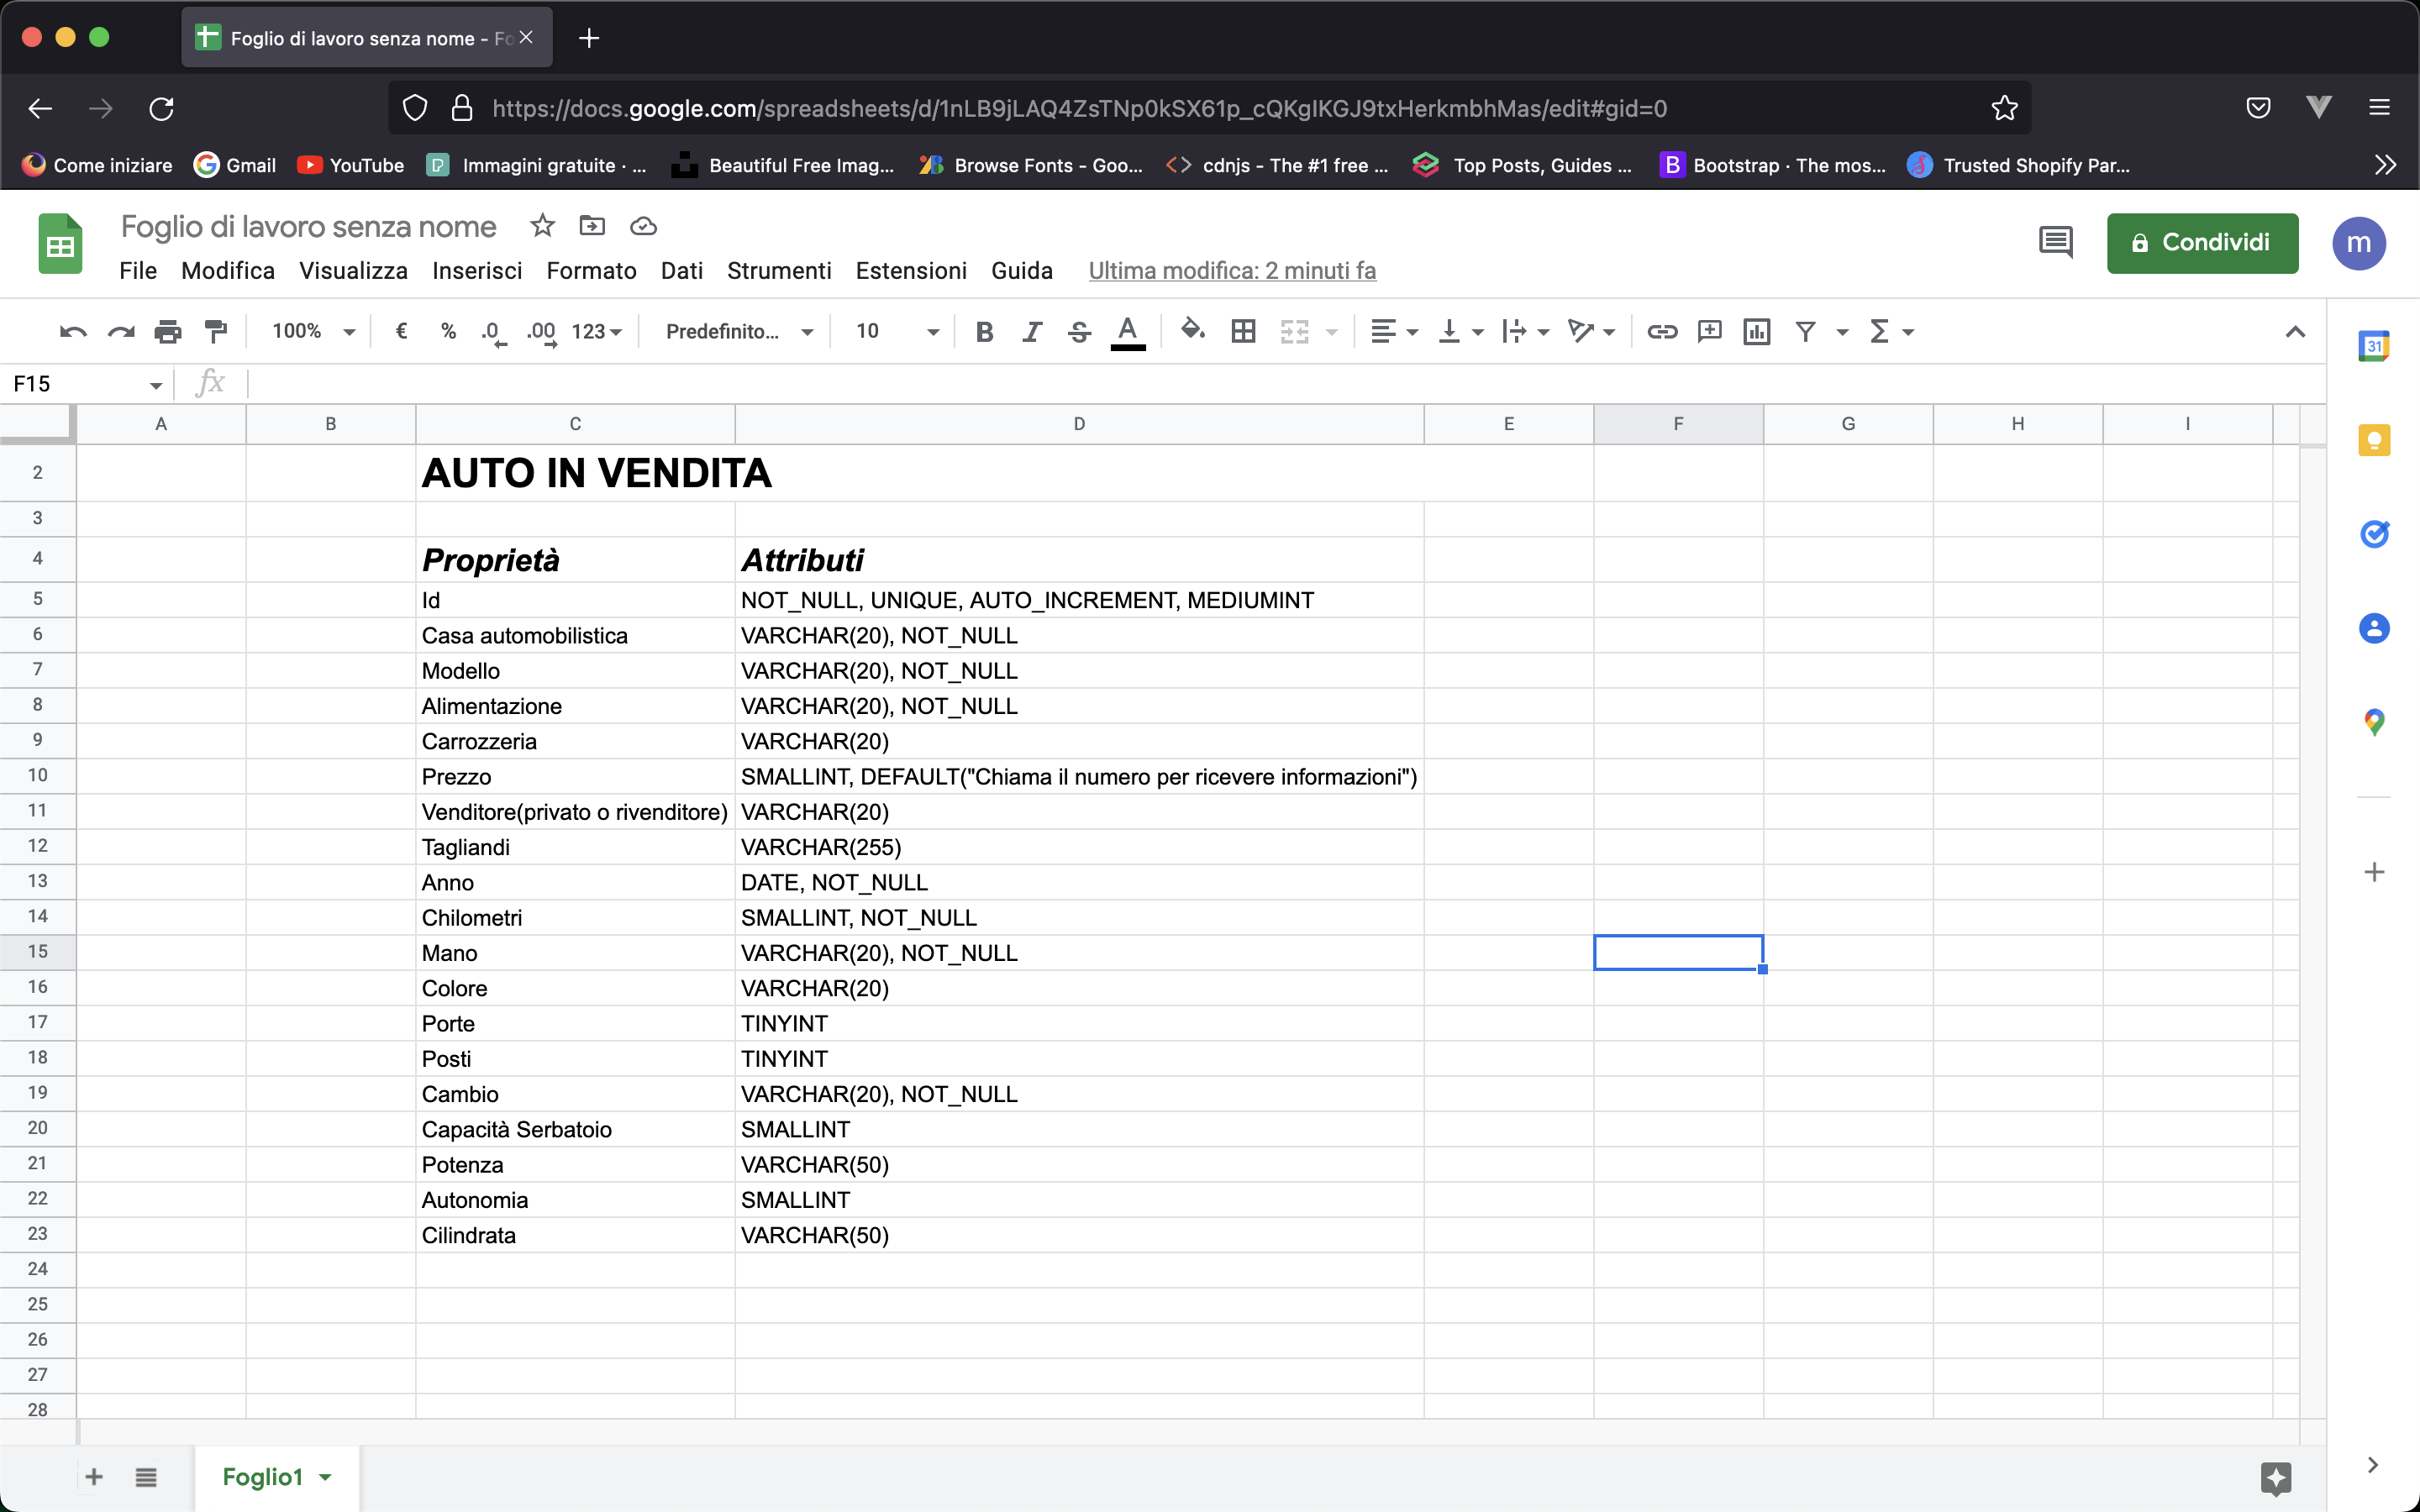 Foglio di lavoro senza nome - Fo
https://docs.google.com/spreadsheets/d/1nLB9jLAQ4ZsTNp0kSX61p_cQKgIKGJ9txHerkmbhMas/edit#gid=0
Come iniziare Gmail YouTube Immagini gratuite · ... Beautiful Free Imag... Browse Fonts - Goo... cdnjs - The #1 free ... Top Posts, Guides ... B Bootstrap · The mos... Trusted Shopify Par...
Foglio di lavoro senza nome
Condividi m
File Modifica Visualizza Inserisci Formato Dati Strumenti Estensioni Guida Ultima modifica: 2 minuti fa
100% € % .0 .00 123 Predefinito... 10 B I S A Σ
31
F15 fx
A B C D E F G H I
2 AUTO IN VENDITA
3
4 Proprietà Attributi
5 Id NOT_NULL, UNIQUE, AUTO_INCREMENT, MEDIUMINT
6 Casa automobilistica VARCHAR(20), NOT_NULL
7 Modello VARCHAR(20), NOT_NULL
8 Alimentazione VARCHAR(20), NOT_NULL
9 Carrozzeria VARCHAR(20)
10 Prezzo SMALLINT, DEFAULT("Chiama il numero per ricevere informazioni")
11 Venditore(privato o rivenditore) VARCHAR(20)
12 Tagliandi VARCHAR(255)
13 Anno DATE, NOT_NULL
14 Chilometri SMALLINT, NOT_NULL
15 Mano VARCHAR(20), NOT_NULL
16 Colore VARCHAR(20)
17 Porte TINYINT
18 Posti TINYINT
19 Cambio VARCHAR(20), NOT_NULL
20 Capacità Serbatoio SMALLINT
21 Potenza VARCHAR(50)
22 Autonomia SMALLINT
23 Cilindrata VARCHAR(50)
24
25
26
27
28
Foglio1